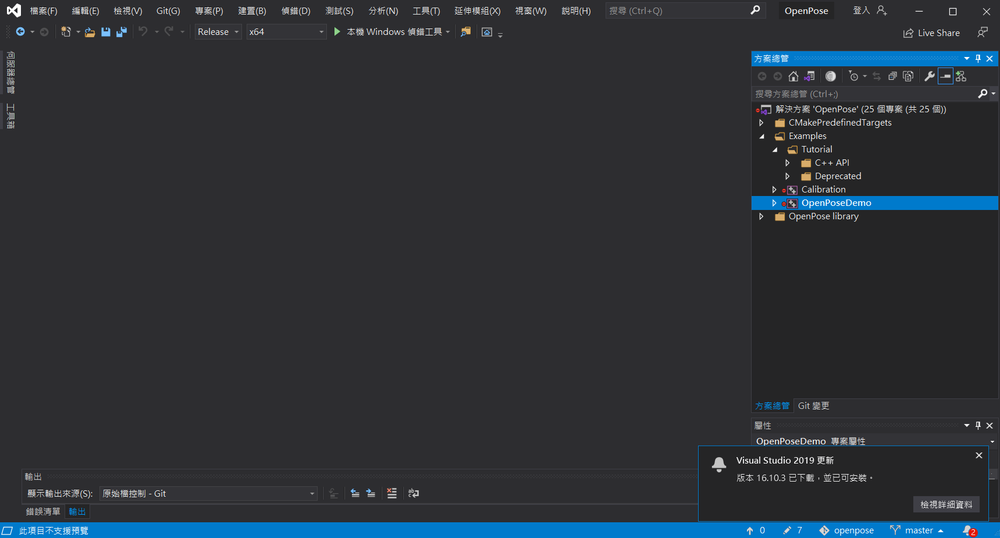 檔案(F) 編輯(E) 檢視(V) Git(G) 專案(P) 建置(B) 偵錯(D) 測試(S) 分析(N) 工具(T) 延伸模組(X) 視窗(W) 說明(H) 搜尋 (Ctrl+Q) OpenPose 登入
Release x64 本機 Windows 偵錯工具 Live Share
伺服器總管
工具箱
方案總管
搜尋方案總管 (Ctrl+;)
解決方案 'OpenPose' (25 個專案 (共 25 個))
CMakePredefinedTargets
Examples
Tutorial
C++ API
Deprecated
Calibration
OpenPoseDemo
OpenPose library
方案總管 Git 變更
屬性
OpenPoseDemo 專案屬性
Visual Studio 2019 更新
版本 16.10.3 已下載，並已可安裝。
檢視詳細資料
輸出
顯示輸出來源(S): 原始檔控制 - Git
錯誤清單 輸出
此項目不支援預覽 0 7 openpose master 2